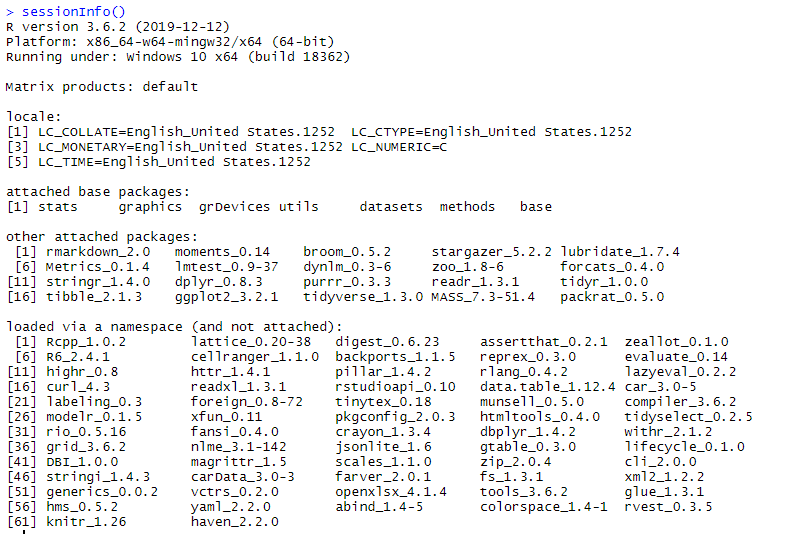 > sessionInfo()
R version 3.6.2 (2019-12-12)
Platform: x86_64-w64-mingw32/x64 (64-bit)
Running under: Windows 10 x64 (build 18362)
Matrix products: default
locale:
[1] LC_COLLATE=English_United States.1252  LC_CTYPE=English_United States.1252
[3] LC_MONETARY=English_United States.1252 LC_NUMERIC=C
[5] LC_TIME=English_United States.1252
attached base packages:
[1] stats     graphics  grDevices utils     datasets  methods   base
other attached packages:
 [1] rmarkdown_2.0   moments_0.14    broom_0.5.2     stargazer_5.2.2 lubridate_1.7.4
 [6] Metrics_0.1.4   lmtest_0.9-37   dynlm_0.3-6     zoo_1.8-6       forcats_0.4.0
[11] stringr_1.4.0   dplyr_0.8.3     purrr_0.3.3     readr_1.3.1     tidyr_1.0.0
[16] tibble_2.1.3    ggplot2_3.2.1   tidyverse_1.3.0 MASS_7.3-51.4   packrat_0.5.0
loaded via a namespace (and not attached):
 [1] Rcpp_1.0.2        lattice_0.20-38   digest_0.6.23     assertthat_0.2.1  zeallot_0.1.0
 [6] R6_2.4.1          cellranger_1.1.0  backports_1.1.5   reprex_0.3.0      evaluate_0.14
[11] highr_0.8         httr_1.4.1        pillar_1.4.2      rlang_0.4.2       lazyeval_0.2.2
[16] curl_4.3          readxl_1.3.1      rstudioapi_0.10   data.table_1.12.4 car_3.0-5
[21] labeling_0.3      foreign_0.8-72    tinytex_0.18      munsell_0.5.0     compiler_3.6.2
[26] modelr_0.1.5      xfun_0.11         pkgconfig_2.0.3   htmltools_0.4.0   tidyselect_0.2.5
[31] rio_0.5.16        fansi_0.4.0       crayon_1.3.4      dbplyr_1.4.2      withr_2.1.2
[36] grid_3.6.2        nlme_3.1-142      jsonlite_1.6      gtable_0.3.0      lifecycle_0.1.0
[41] DBI_1.0.0         magrittr_1.5      scales_1.1.0      zip_2.0.4         cli_2.0.0
[46] stringi_1.4.3     carData_3.0-3     farver_2.0.1      fs_1.3.1          xml2_1.2.2
[51] generics_0.0.2    vctrs_0.2.0       openxlsx_4.1.4    tools_3.6.2       glue_1.3.1
[56] hms_0.5.2         yaml_2.2.0        abind_1.4-5       colorspace_1.4-1  rvest_0.3.5
[61] knitr_1.26        haven_2.2.0